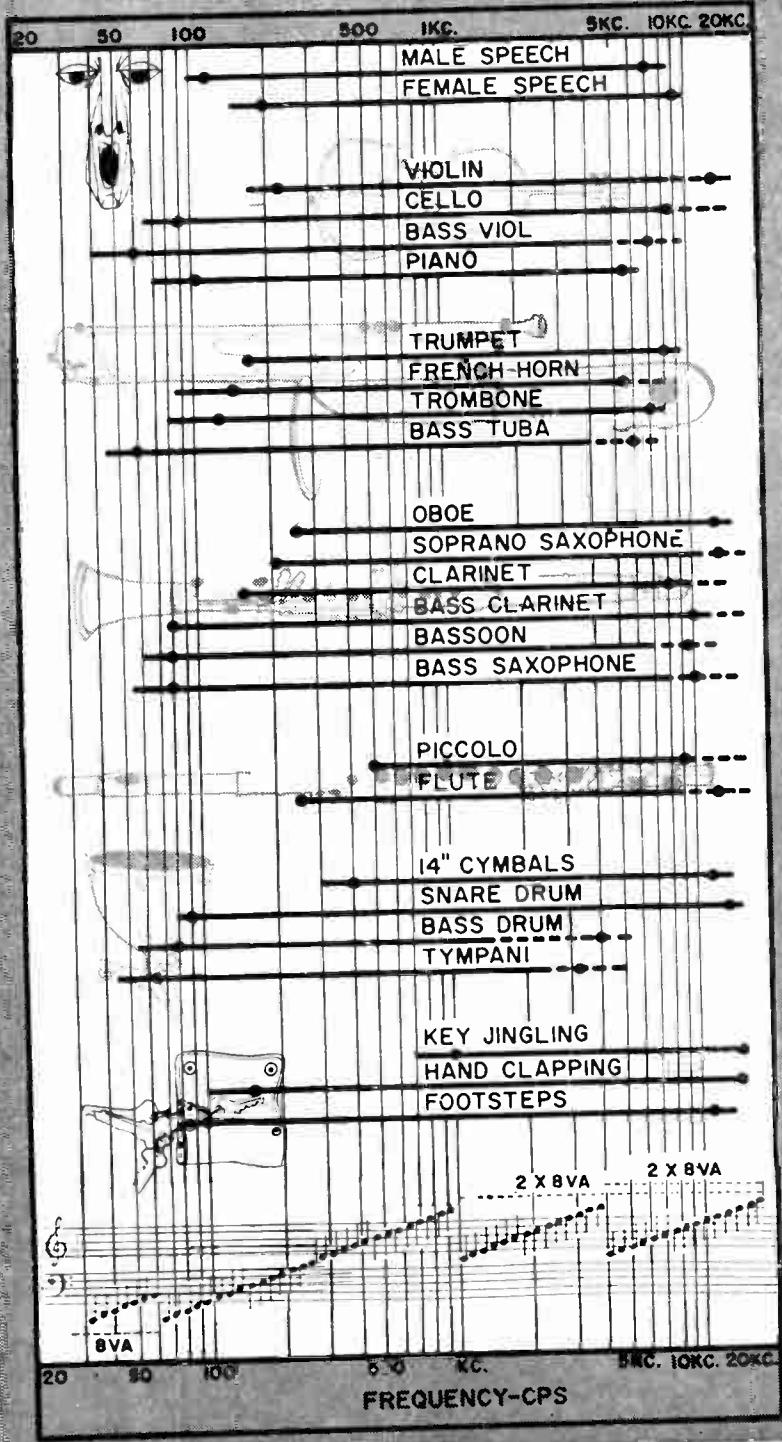 20 50 100 500 1KC. 5KC. 10KC. 20KC.
MALE SPEECH
FEMALE SPEECH
VIOLIN
CELLO
BASS VIOL
PIANO
TRUMPET
FRENCH-HORN
TROMBONE
BASS TUBA
OBOE
SOPRANO SAXOPHONE
CLARINET
BASS CLARINET
BASSOON
BASS SAXOPHONE
PICCOLO
FLUTE
14" CYMBALS
SNARE DRUM
BASS DRUM
TYMPANI
KEY JINGLING
HAND CLAPPING
FOOTSTEPS
2 X 8VA 2 X 8VA
8VA
20 50 100 500 KC. 5KC. 10KC. 20KC.
FREQUENCY-CPS